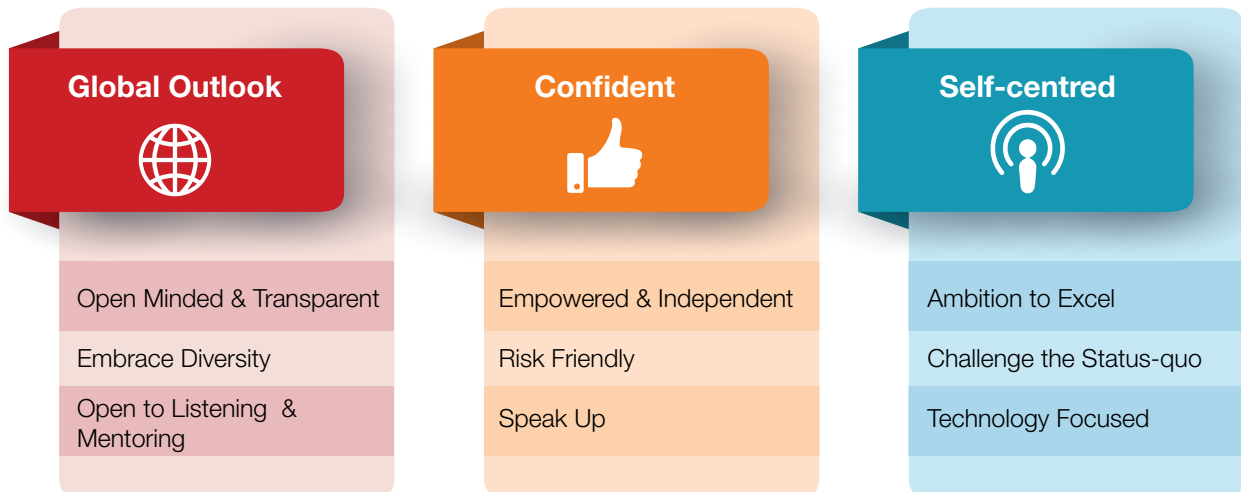 Global Outlook
Open Minded & Transparent
Embrace Diversity
Open to Listening &
Mentoring
Confident
Empowered & Independent
Risk Friendly
Speak Up
Self-centred
Ambition to Excel
Challenge the Status-quo
Technology Focused